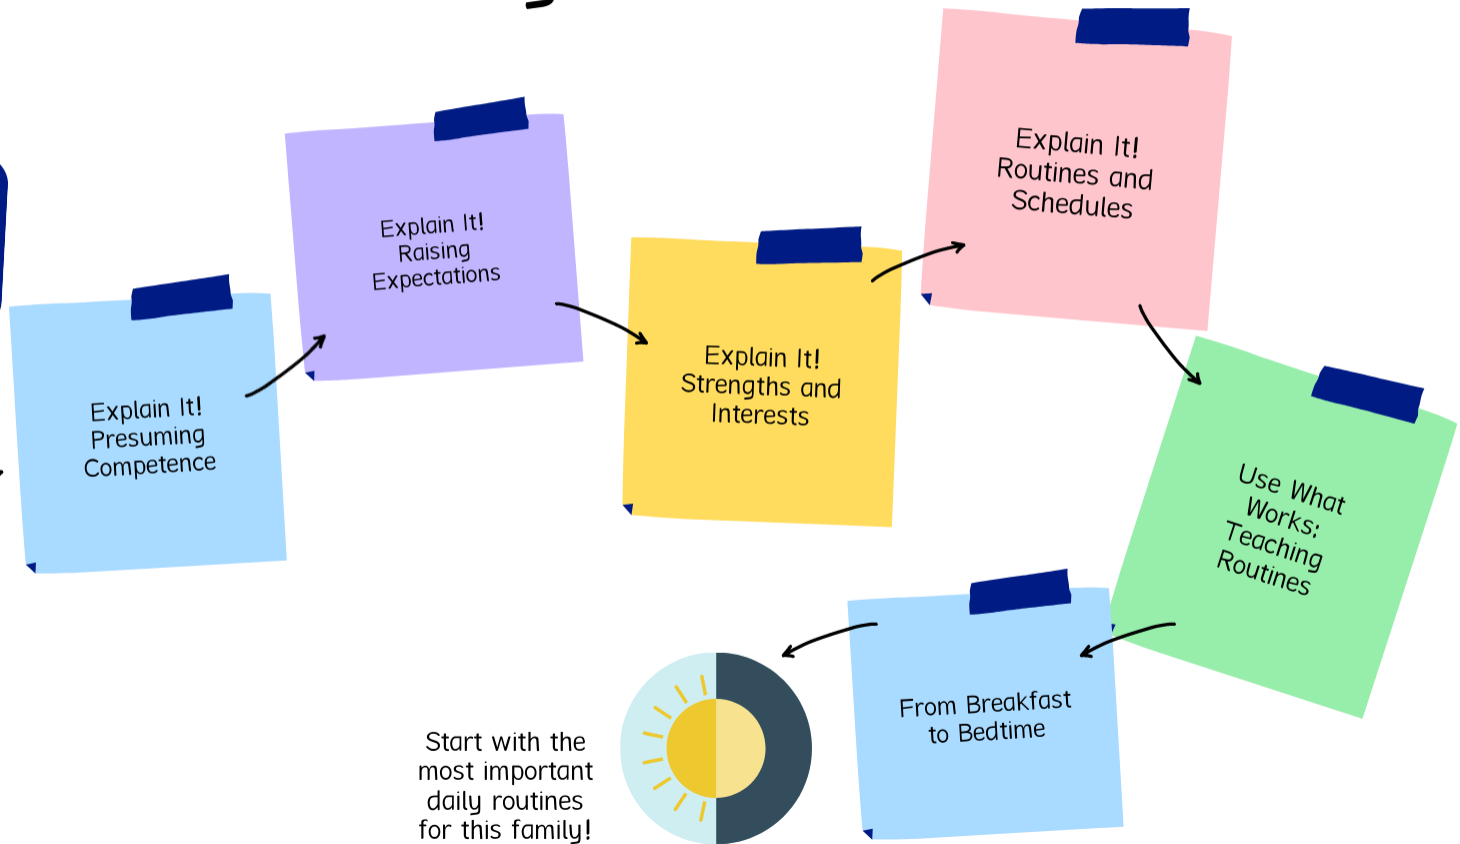 Explain It!
Presuming
Competence
Explain It!
Raising
Expectations
Explain It!
Strengths and
Interests
Explain It!
Routines and
Schedules
Use What
Works:
Teaching
Routines
From Breakfast
to Bedtime
Start with the
most important
daily routines
for this family!